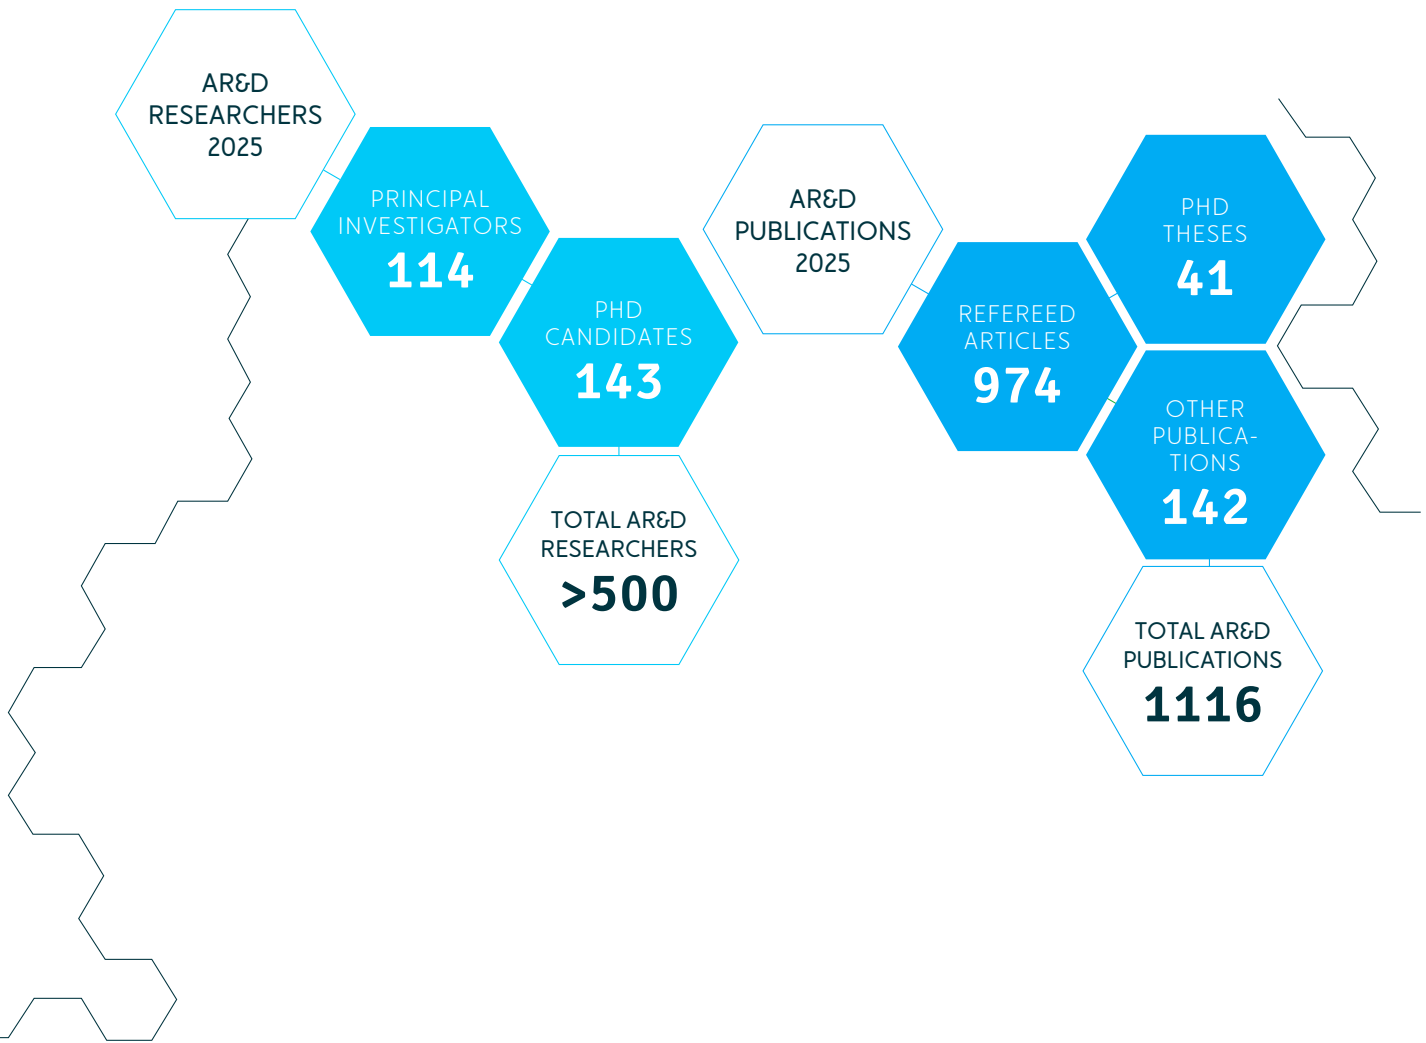 AR&D
RESEARCHERS
2025
PRINCIPAL
INVESTIGATORS
114
PHD
CANDIDATES
143
TOTAL AR&D
RESEARCHERS
>500
AR&D
PUBLICATIONS
2025
REFEREED
ARTICLES
974
PHD
THESES
41
OTHER
PUBLICA-
TIONS
142
TOTAL AR&D
PUBLICATIONS
1116